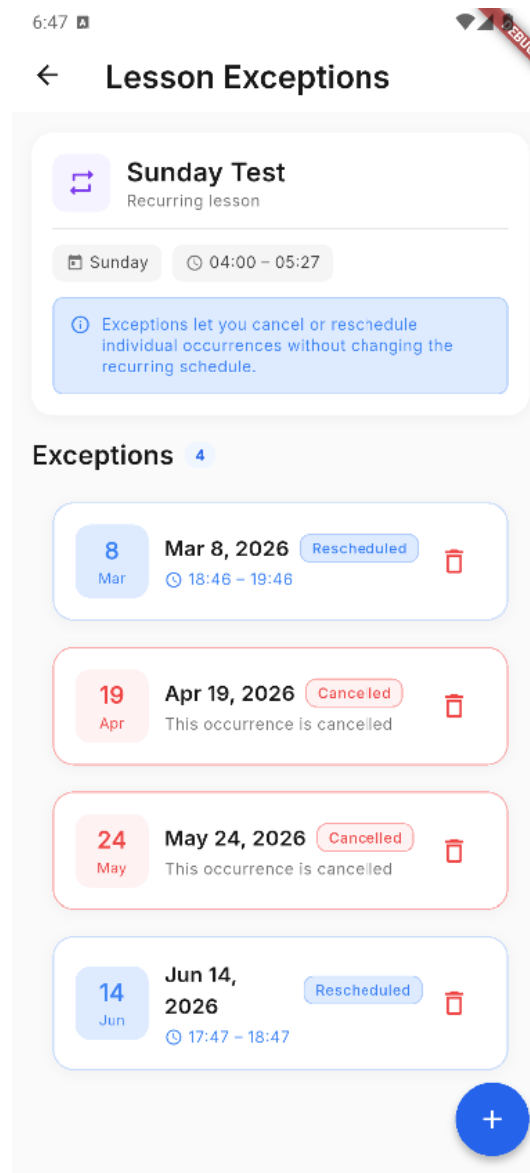 6:47
DEBUG
Lesson Exceptions
Sunday Test
Recurring lesson
Sunday
04:00 – 05:27
Exceptions let you cancel or reschedule
individual occurrences without changing the
recurring schedule.
Exceptions 4
8
Mar
Mar 8, 2026 Rescheduled
18:46 – 19:46
19
Apr
Apr 19, 2026 Cancelled
This occurrence is cancelled
24
May
May 24, 2026 Cancelled
This occurrence is cancelled
14
Jun
Jun 14,
2026
Rescheduled
17:47 – 18:47